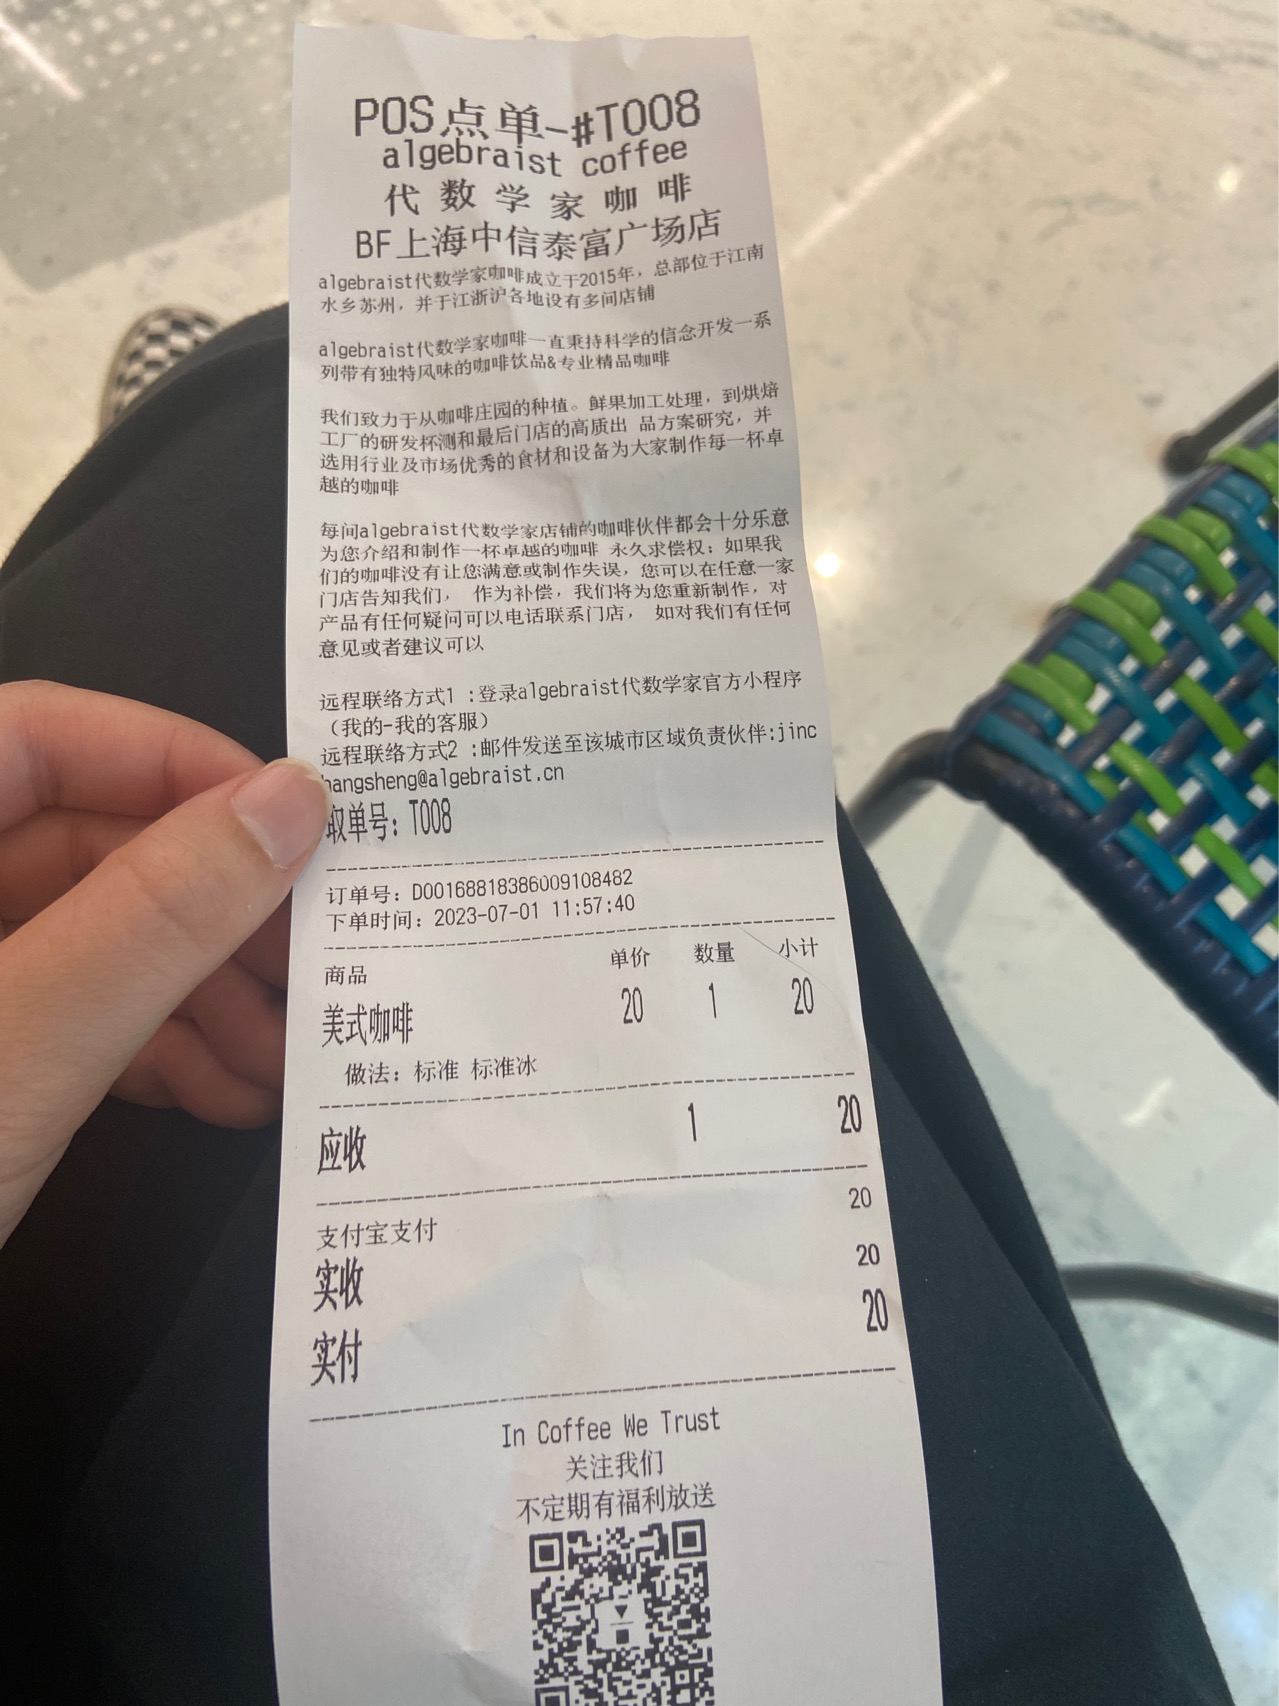 POS点单-#T008
algebraist coffee
代数学家咖啡
BF上海中信泰富广场店
algebraist代数学家咖啡成立于2015年，总部位于江南
水乡苏州，并于江浙沪各地设有多间店铺
algebraist代数学家咖啡一直秉持科学的信念开发一系
列带有独特风味的咖啡饮品&专业精品咖啡
我们致力于从咖啡庄园的种植。鲜果加工处理，到烘焙
工厂的研发杯测和最后门店的高质出 品方案研究，并
选用行业及市场优秀的食材和设备为大家制作每一杯卓
越的咖啡
每间algebraist代数学家店铺的咖啡伙伴都会十分乐意
为您介绍和制作一杯卓越的咖啡 永久求偿权：如果我
们的咖啡没有让您满意或制作失误，您可以在任意一家
门店告知我们， 作为补偿，我们将为您重新制作，对
产品有任何疑问可以电话联系门店， 如对我们有任何
意见或者建议可以
远程联络方式1 :登录algebraist代数学家官方小程序
（我的-我的客服）
远程联络方式2 :邮件发送至该城市区域负责伙伴:jinc
hangsheng@algebraist.cn
取单号：T008
订单号：D00168818386009108482
下单时间：2023-07-01 11:57:40
商品 单价 数量 小计
美式咖啡 20 1 20
做法：标准 标准冰
应收 1 20
支付宝支付 20
实收 20
实付 20
In Coffee We Trust
关注我们
不定期有福利放送